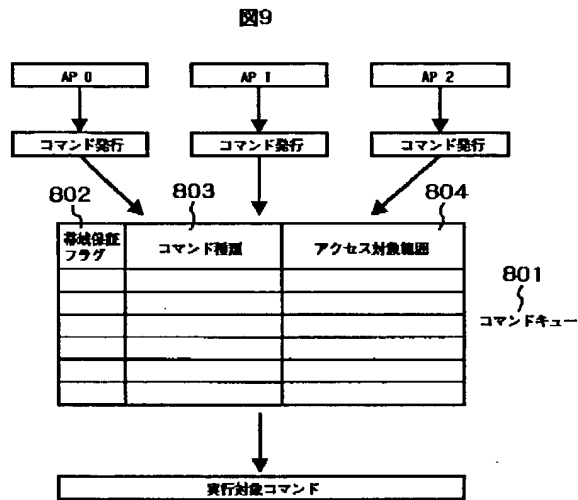 図9
AP 0
AP 1
AP 2
コマンド発行
コマンド発行
コマンド発行
802
803
804
帯域保証
フラグ
コマンド種類
アクセス対象範囲
801
コマンドキュー
実行対象コマンド